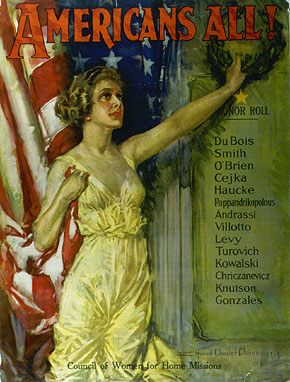 AMERICANS ALL!
HONOR ROLL
Du Bois
Smith
O'Brien
Cejka
Haucke
Pappandrikopolous
Andrassi
Villotto
Levy
Turovich
Kowalski
Chriczanevicz
Knutson
Gonzales
Council of Women for Home Missions